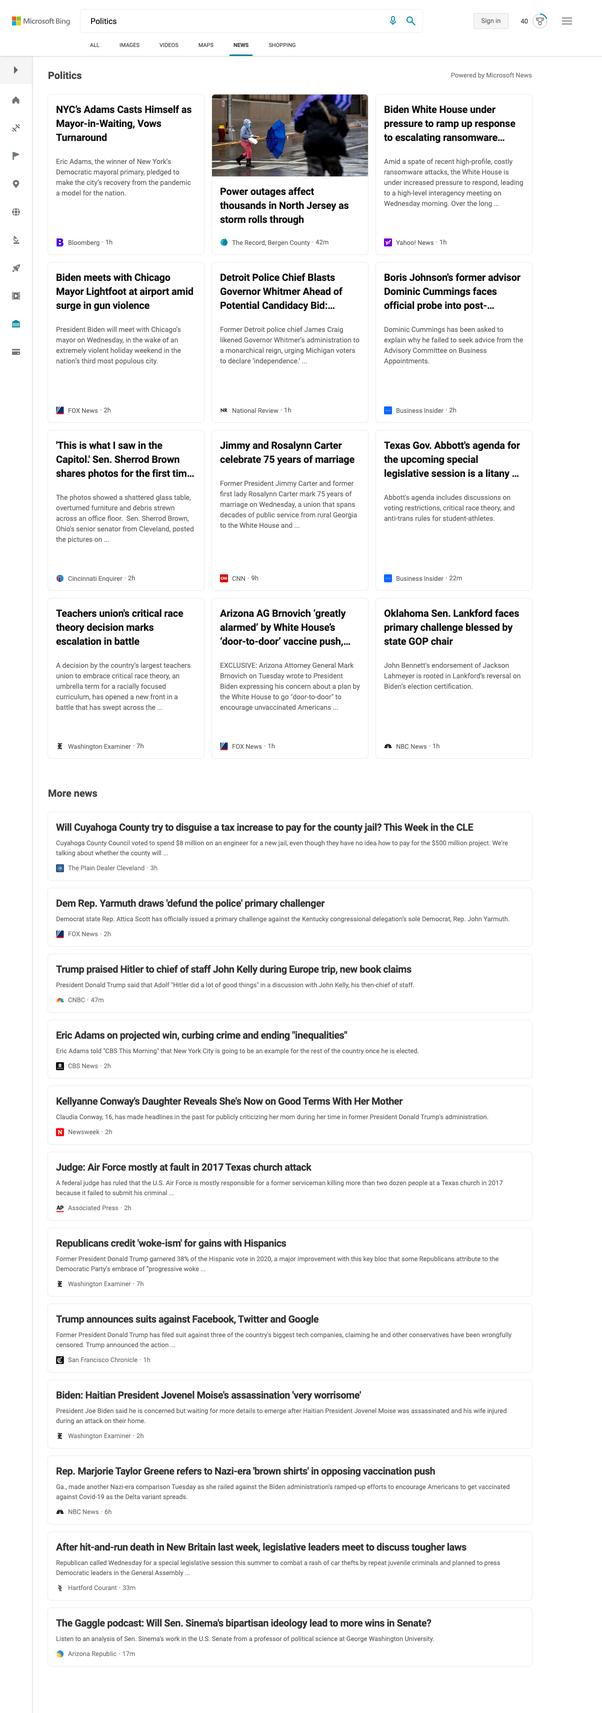 Microsoft Bing
Politics
Sign in
40
ALL
IMAGES
VIDEOS
MAPS
NEWS
SHOPPING
Politics
Powered by Microsoft News
NYC's Adams Casts Himself as
Mayor-in-Waiting, Vows
Turnaround
Eric Adams, the winner of New York's
Democratic mayoral primary, pledged to
make the city's recovery from the pandemic
a model for the nation.
Bloomberg · 1h
Power outages affect
thousands in North Jersey as
storm rolls through
The Record, Bergen County · 42m
Biden White House under
pressure to ramp up response
to escalating ransomware...
Amid a spate of recent high-profile, costly
ransomware attacks, the White House is
under increased pressure to respond, leading
to a high-level interagency meeting on
Wednesday morning. Over the long ...
Yahoo! News · 1h
Biden meets with Chicago
Mayor Lightfoot at airport amid
surge in gun violence
President Biden will meet with Chicago's
mayor on Wednesday, in the wake of an
extremely violent holiday weekend in the
nation's third most populous city.
FOX News · 2h
Detroit Police Chief Blasts
Governor Whitmer Ahead of
Potential Candidacy Bid:...
Former Detroit police chief James Craig
likened Governor Whitmer's administration to
a monarchical reign, urging Michigan voters
to declare 'independence.' ...
NR National Review · 1h
Boris Johnson's former advisor
Dominic Cummings faces
official probe into post-...
Dominic Cummings has been asked to
explain why he failed to seek advice from the
Advisory Committee on Business
Appointments.
Business Insider · 2h
'This is what I saw in the
Capitol.' Sen. Sherrod Brown
shares photos for the first tim...
The photos showed a shattered glass table,
overturned furniture and debris strewn
across an office floor. Sen. Sherrod Brown,
Ohio's senior senator from Cleveland, posted
the pictures on ...
Cincinnati Enquirer · 2h
Jimmy and Rosalynn Carter
celebrate 75 years of marriage
Former President Jimmy Carter and former
first lady Rosalynn Carter mark 75 years of
marriage on Wednesday, a union that spans
decades of public service from rural Georgia
to the White House and ...
CNN · 9h
Texas Gov. Abbott's agenda for
the upcoming special
legislative session is a litany ...
Abbott's agenda includes discussions on
voting restrictions, critical race theory, and
anti-trans rules for student-athletes.
Business Insider · 22m
Teachers union's critical race
theory decision marks
escalation in battle
A decision by the country's largest teachers
union to embrace critical race theory, an
umbrella term for a racially focused
curriculum, has opened a new front in a
battle that has swept across the ...
Washington Examiner · 7h
Arizona AG Brnovich 'greatly
alarmed' by White House's
'door-to-door' vaccine push,...
EXCLUSIVE: Arizona Attorney General Mark
Brnovich on Tuesday wrote to President
Biden expressing his concern about a plan by
the White House to go "door-to-door" to
encourage unvaccinated Americans ...
FOX News · 1h
Oklahoma Sen. Lankford faces
primary challenge blessed by
state GOP chair
John Bennett's endorsement of Jackson
Lahmeyer is rooted in Lankford's reversal on
Biden's election certification.
NBC News · 1h
More news
Will Cuyahoga County try to disguise a tax increase to pay for the county jail? This Week in the CLE
Cuyahoga County Council voted to spend $8 million on an engineer for a new jail, even though they have no idea how to pay for the $500 million project. We're
talking about whether the county will ...
The Plain Dealer Cleveland · 3h
Dem Rep. Yarmuth draws 'defund the police' primary challenger
Democrat state Rep. Attica Scott has officially issued a primary challenge against the Kentucky congressional delegation's sole Democrat, Rep. John Yarmuth.
FOX News · 2h
Trump praised Hitler to chief of staff John Kelly during Europe trip, new book claims
President Donald Trump said that Adolf "Hitler did a lot of good things" in a discussion with John Kelly, his then-chief of staff.
CNBC · 47m
Eric Adams on projected win, curbing crime and ending "inequalities"
Eric Adams told "CBS This Morning" that New York City is going to be an example for the rest of the country once he is elected.
CBS News · 2h
Kellyanne Conway's Daughter Reveals She's Now on Good Terms With Her Mother
Claudia Conway, 16, has made headlines in the past for publicly criticizing her mom during her time in former President Donald Trump's administration.
N Newsweek · 2h
Judge: Air Force mostly at fault in 2017 Texas church attack
A federal judge has ruled that the U.S. Air Force is mostly responsible for a former serviceman killing more than two dozen people at a Texas church in 2017
because it failed to submit his criminal ...
AP Associated Press · 2h
Republicans credit 'woke-ism' for gains with Hispanics
Former President Donald Trump garnered 38% of the Hispanic vote in 2020, a major improvement with this key bloc that some Republicans attribute to the
Democratic Party's embrace of "progressive woke ...
Washington Examiner · 7h
Trump announces suits against Facebook, Twitter and Google
Former President Donald Trump has filed suit against three of the country's biggest tech companies, claiming he and other conservatives have been wrongfully
censored. Trump announced the action ...
San Francisco Chronicle · 1h
Biden: Haitian President Jovenel Moise's assassination 'very worrisome'
President Joe Biden said he is concerned but waiting for more details to emerge after Haitian President Jovenel Moise was assassinated and his wife injured
during an attack on their home.
Washington Examiner · 2h
Rep. Marjorie Taylor Greene refers to Nazi-era 'brown shirts' in opposing vaccination push
Ga., made another Nazi-era comparison Tuesday as she railed against the Biden administration's ramped-up efforts to encourage Americans to get vaccinated
against Covid-19 as the Delta variant spreads.
NBC News · 6h
After hit-and-run death in New Britain last week, legislative leaders meet to discuss tougher laws
Republican called Wednesday for a special legislative session this summer to combat a rash of car thefts by repeat juvenile criminals and planned to press
Democratic leaders in the General Assembly ...
Hartford Courant · 33m
The Gaggle podcast: Will Sen. Sinema's bipartisan ideology lead to more wins in Senate?
Listen to an analysis of Sen. Sinema's work in the U.S. Senate from a professor of political science at George Washington University.
Arizona Republic · 17m